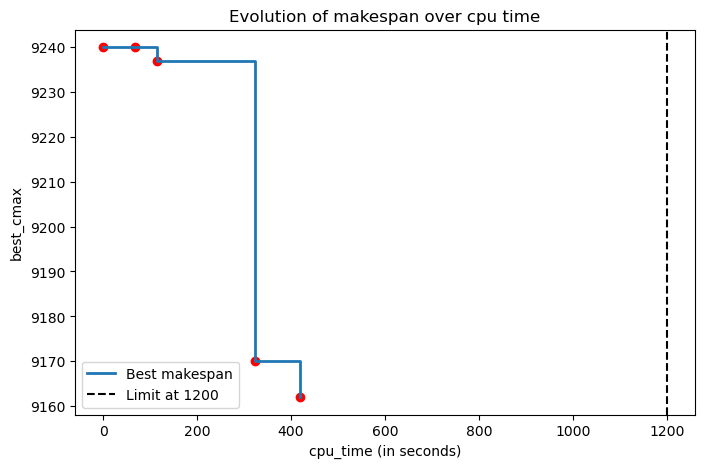 Evolution of makespan over cpu time
best_cmax
9240
9230
9220
9210
9200
9190
9180
9170
9160
Best makespan
Limit at 1200
0 200 400 600 800 1000 1200
cpu_time (in seconds)